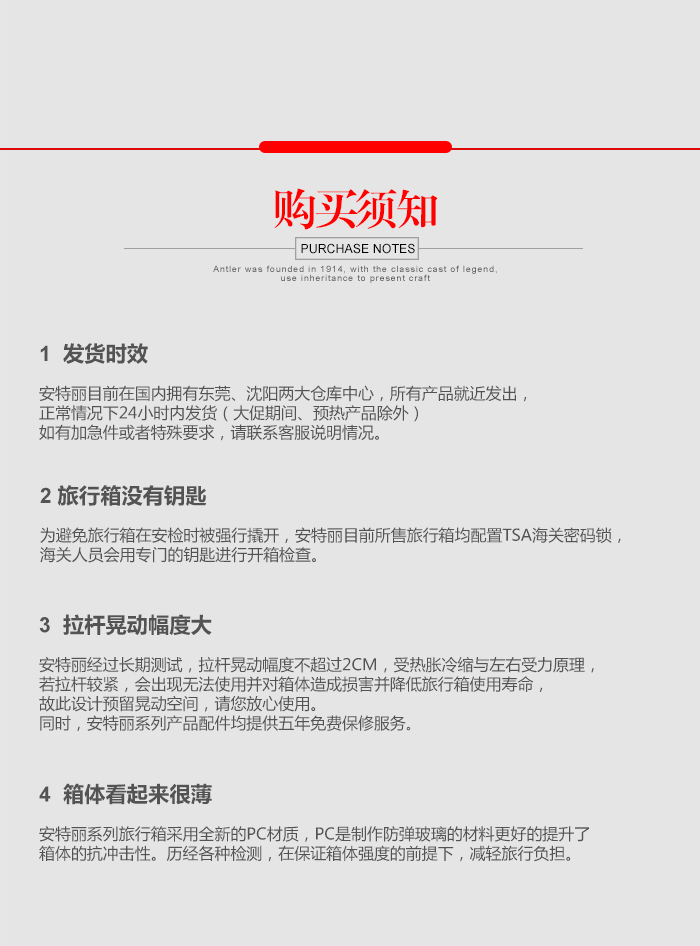 购买须知
PURCHASE NOTES
Antler was founded in 1914, with the classic cast of legend,
use inheritance to present craft
1 发货时效
安特丽目前在国内拥有东莞、沈阳两大仓库中心，所有产品就近发出，
正常情况下24小时内发货（大促期间、预热产品除外）
如有加急件或者特殊要求，请联系客服说明情况。
2 旅行箱没有钥匙
为避免旅行箱在安检时被强行撬开，安特丽目前所售旅行箱均配置TSA海关密码锁，
海关人员会用专门的钥匙进行开箱检查。
3 拉杆晃动幅度大
安特丽经过长期测试，拉杆晃动幅度不超过2CM，受热胀冷缩与左右受力原理，
若拉杆较紧，会出现无法使用并对箱体造成损害并降低旅行箱使用寿命，
故此设计预留晃动空间，请您放心使用。
同时，安特丽系列产品配件均提供五年免费保修服务。
4 箱体看起来很薄
安特丽系列旅行箱采用全新的PC材质，PC是制作防弹玻璃的材料更好的提升了
箱体的抗冲击性。历经各种检测，在保证箱体强度的前提下，减轻旅行负担。